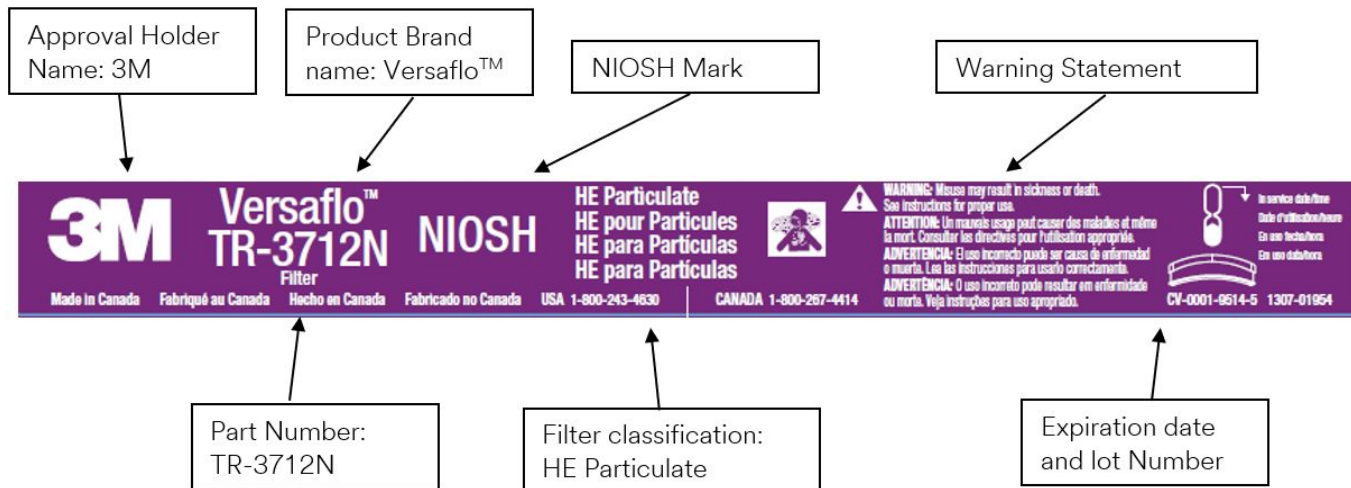 Approval Holder
Name: 3M
Product Brand
name: Versaflo™
NIOSH Mark
Warning Statement
3M
Versaflo™
TR-3712N
Filter
NIOSH
HE Particulate
HE pour Particules
HE para Partículas
HE para Partículas
WARNING: Misuse may result in sickness or death.
See instructions for proper use.
ATTENTION: Un mauvais usage peut causer des maladies et même
la mort. Consulter les directives pour l'utilisation appropriée.
ADVERTENCIA: El uso incorrecto puede ser causa de enfermedad
o muerte. Lea las instrucciones para usarlo correctamente.
ADVERTÊNCIA: O uso incorreto pode resultar em enfermidade
ou morte. Veja instruções para uso apropriado.
In service date/time
Date d'utilisation/heure
En uso fecha/hora
Em uso data/hora
Made in Canada Fabriqué au Canada Hecho en Canada Fabricado no Canada USA 1-800-243-4630 CANADA 1-800-267-4414
CV-0001-9514-5 1307-01954
Part Number:
TR-3712N
Filter classification:
HE Particulate
Expiration date
and lot Number